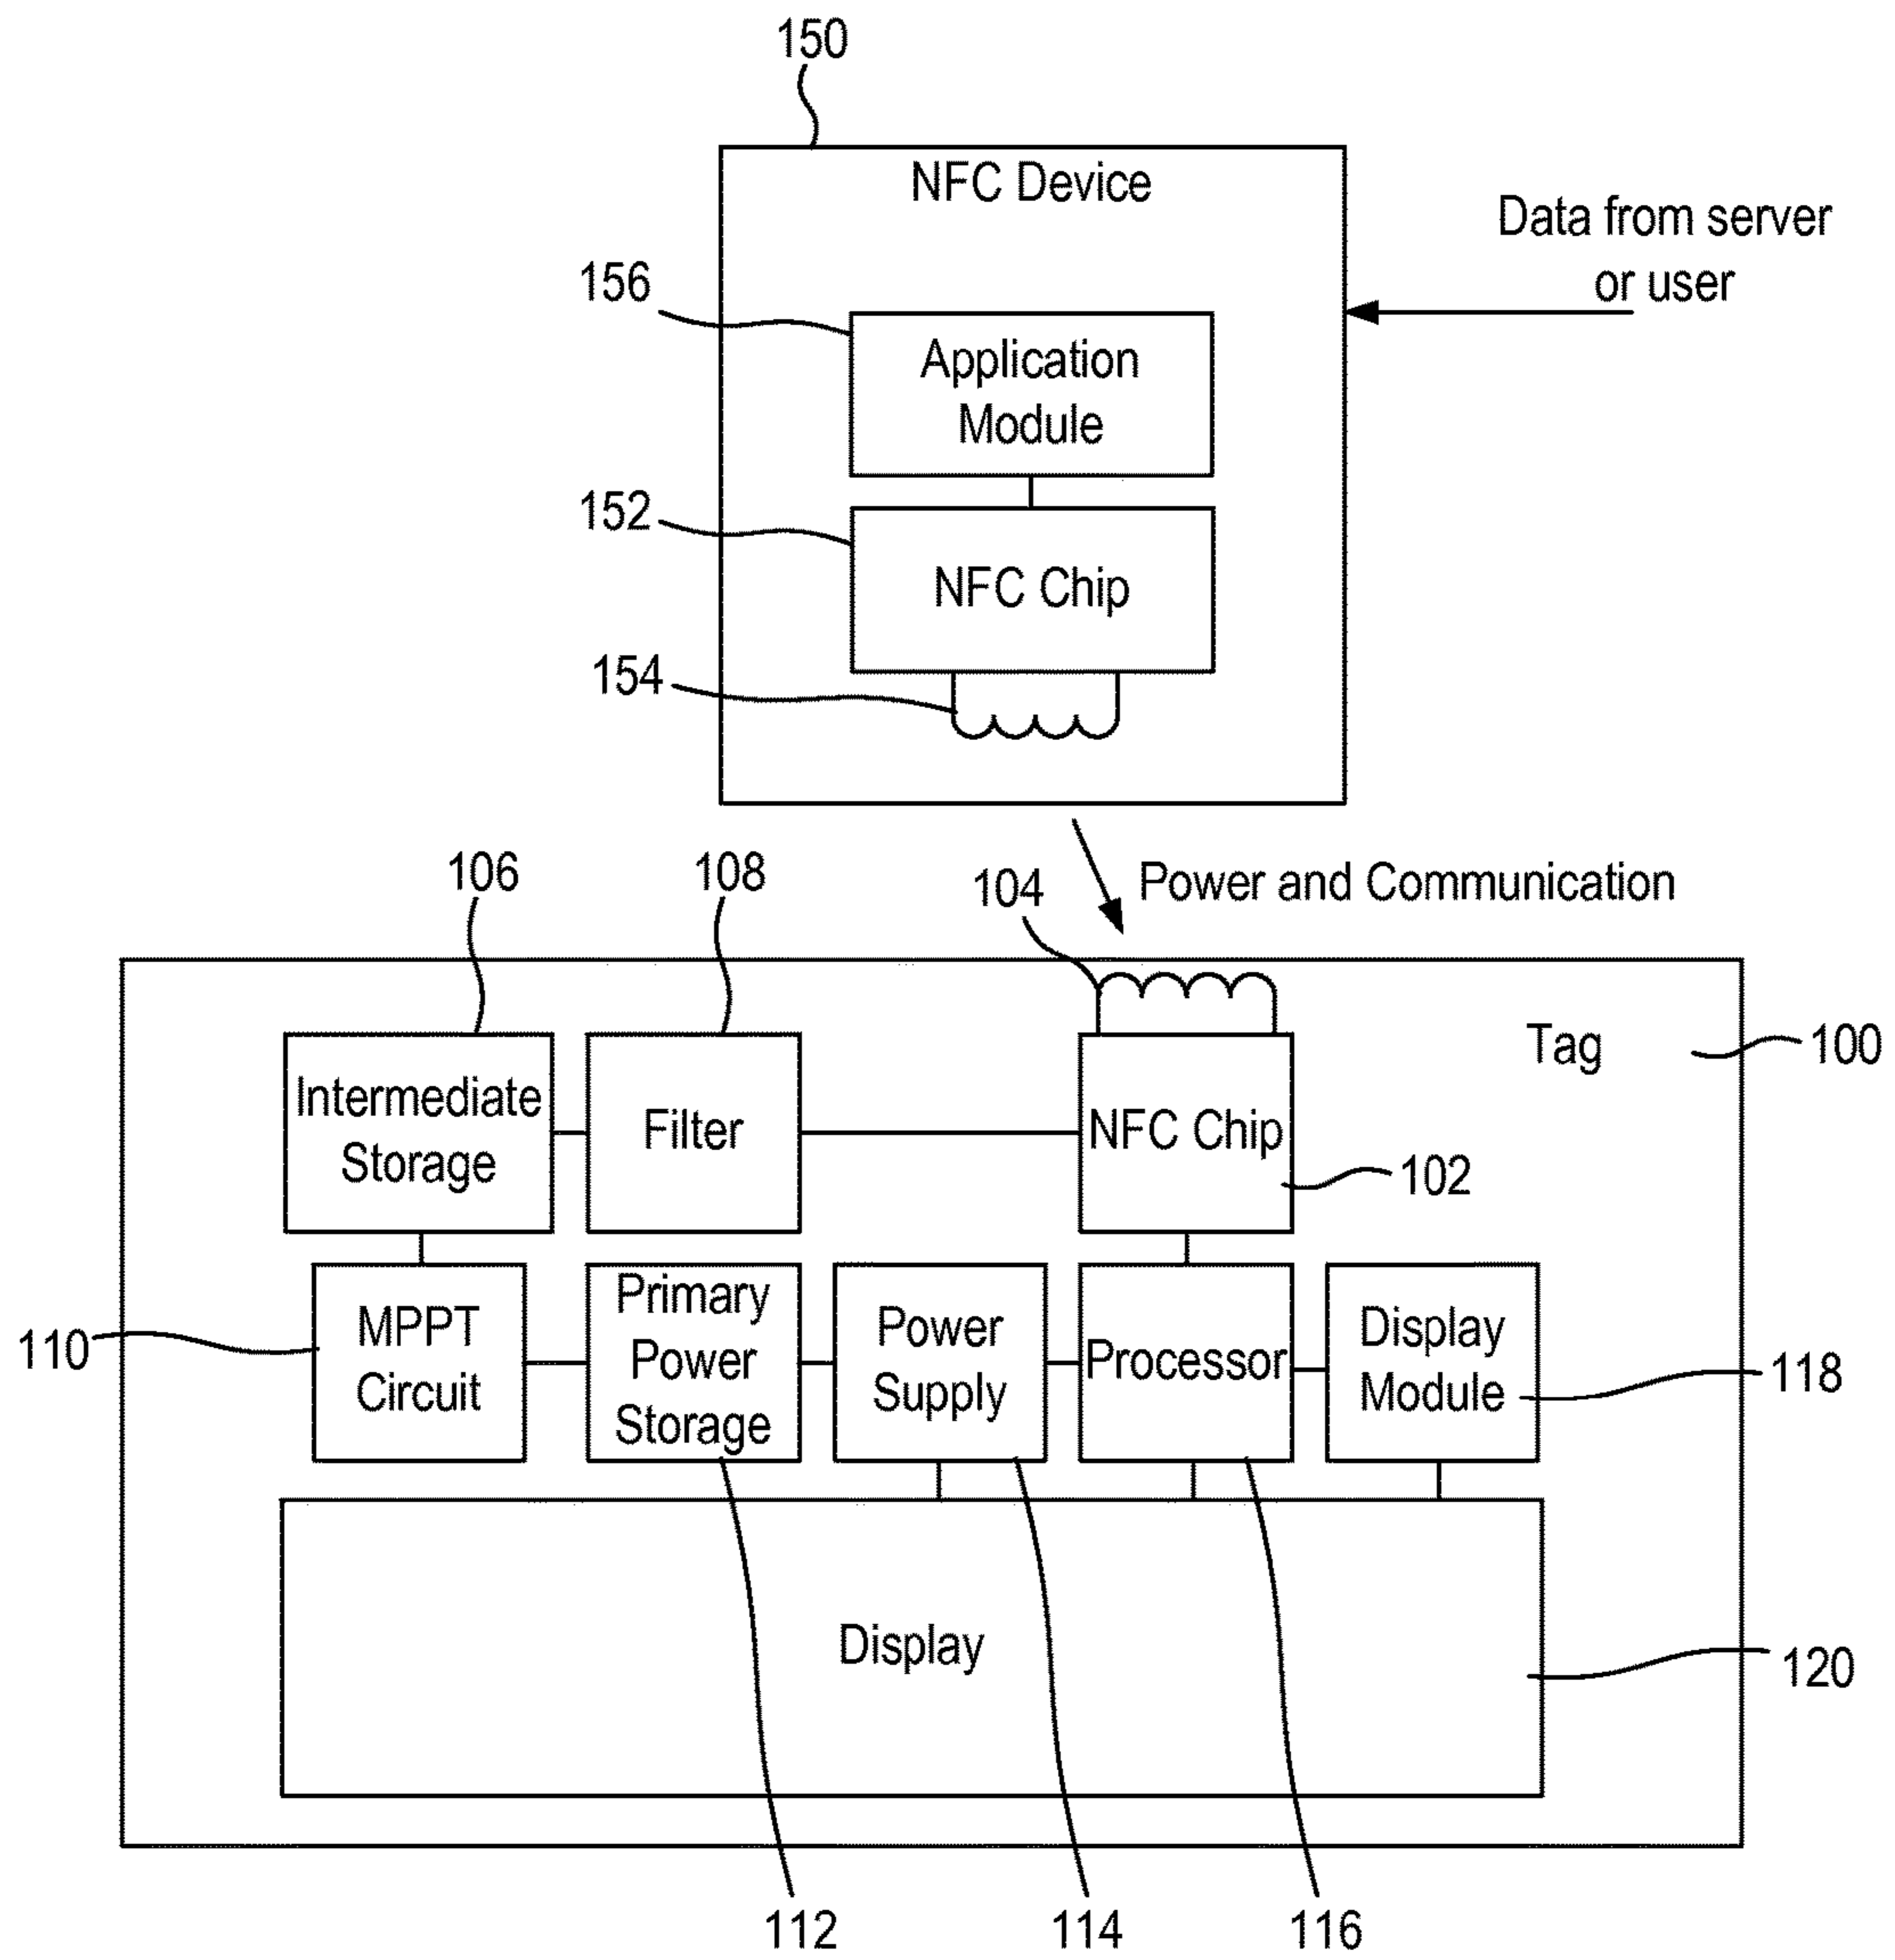 150
NFC Device
Data from server
or user
156
Application
Module
152
NFC Chip
154
106
108
104
Power and Communication
Tag
100
Intermediate
Storage
Filter
NFC Chip
102
110
MPPT
Circuit
Primary
Power
Storage
Power
Supply
Processor
Display
Module
118
Display
120
112
114
116